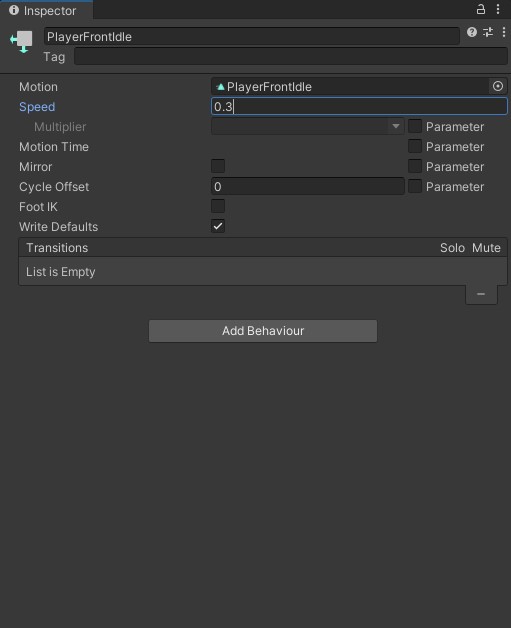 Inspector
PlayerFrontIdle
Tag
Motion PlayerFrontIdle
Speed 0.3
Multiplier Parameter
Motion Time Parameter
Mirror Parameter
Cycle Offset 0 Parameter
Foot IK
Write Defaults
Transitions Solo Mute
List is Empty
Add Behaviour